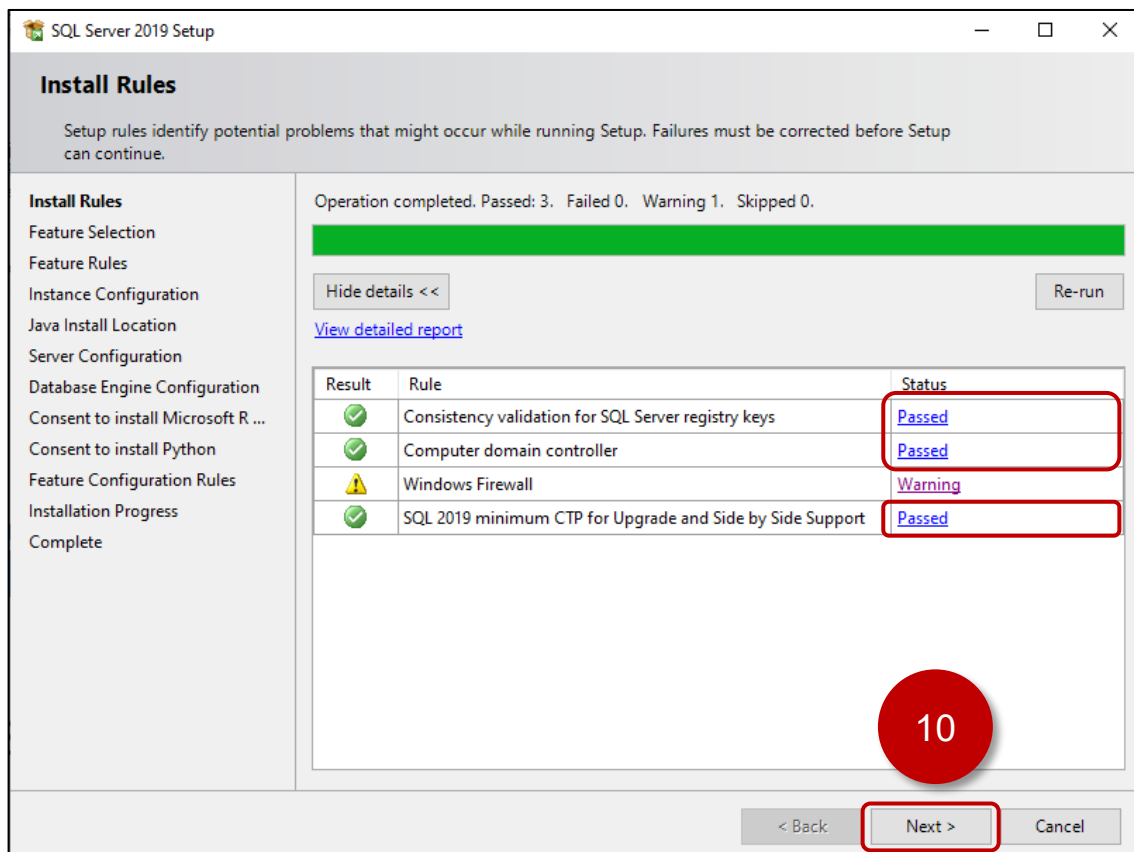 SQL Server 2019 Setup
Install Rules
Setup rules identify potential problems that might occur while running Setup. Failures must be corrected before Setup
can continue.
Install Rules
Feature Selection
Feature Rules
Instance Configuration
Java Install Location
Server Configuration
Database Engine Configuration
Consent to install Microsoft R ...
Consent to install Python
Feature Configuration Rules
Installation Progress
Complete
Operation completed. Passed: 3.   Failed 0.   Warning 1.   Skipped 0.
Hide details <<
Re-run
View detailed report
Result Rule Status
Consistency validation for SQL Server registry keys Passed
Computer domain controller Passed
Windows Firewall Warning
SQL 2019 minimum CTP for Upgrade and Side by Side Support Passed
10
< Back Next > Cancel